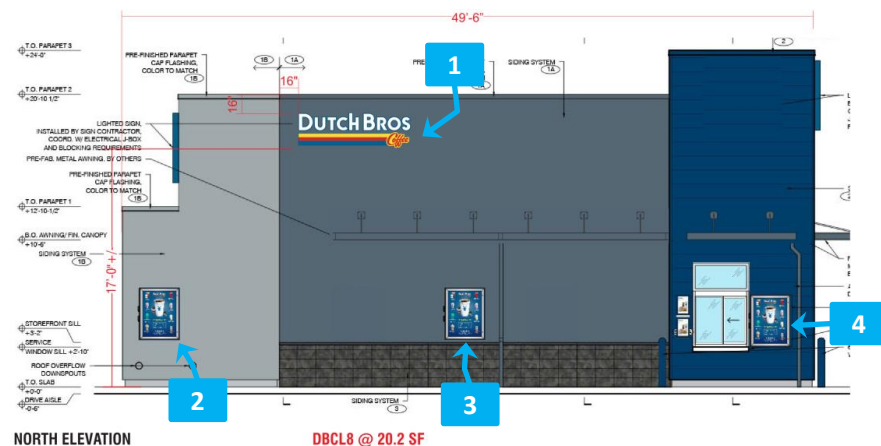 49'-6"
T.O. PARAPET 3
+24'-0"
PRE-FINISHED PARAPET
CAP FLASHING,
COLOR TO MATCH
1B
1B
1A
16"
1
SIDING SYSTEM
1A
2
T.O. PARAPET 2
+20'-10 1/2"
16"
LIGHTED SIGN,
INSTALLED BY SIGN CONTRACTOR,
COORD. W/ ELECTRICAL J-BOX
AND BLOCKING REQUIREMENTS
DUTCH BROS
Coffee
PRE-FAB. METAL AWNING, BY OTHERS
PRE-FINISHED PARAPET
CAP FLASHING,
COLOR TO MATCH
1B
T.O. PARAPET 1
+12'-10-1/2"
B.O. AWNING/ FIN. CANOPY
+10'-6"
SIDING SYSTEM
1B
17'-0" +/-
STOREFRONT SILL
+3'-2"
SERVICE
WINDOW SILL +2'-10"
ROOF OVERFLOW
DOWNSPOUTS
T.O. SLAB
+0'-0"
DRIVE AISLE
-0'-6"
2
3
4
SIDING SYSTEM
3
NORTH ELEVATION
DBCL8 @ 20.2 SF